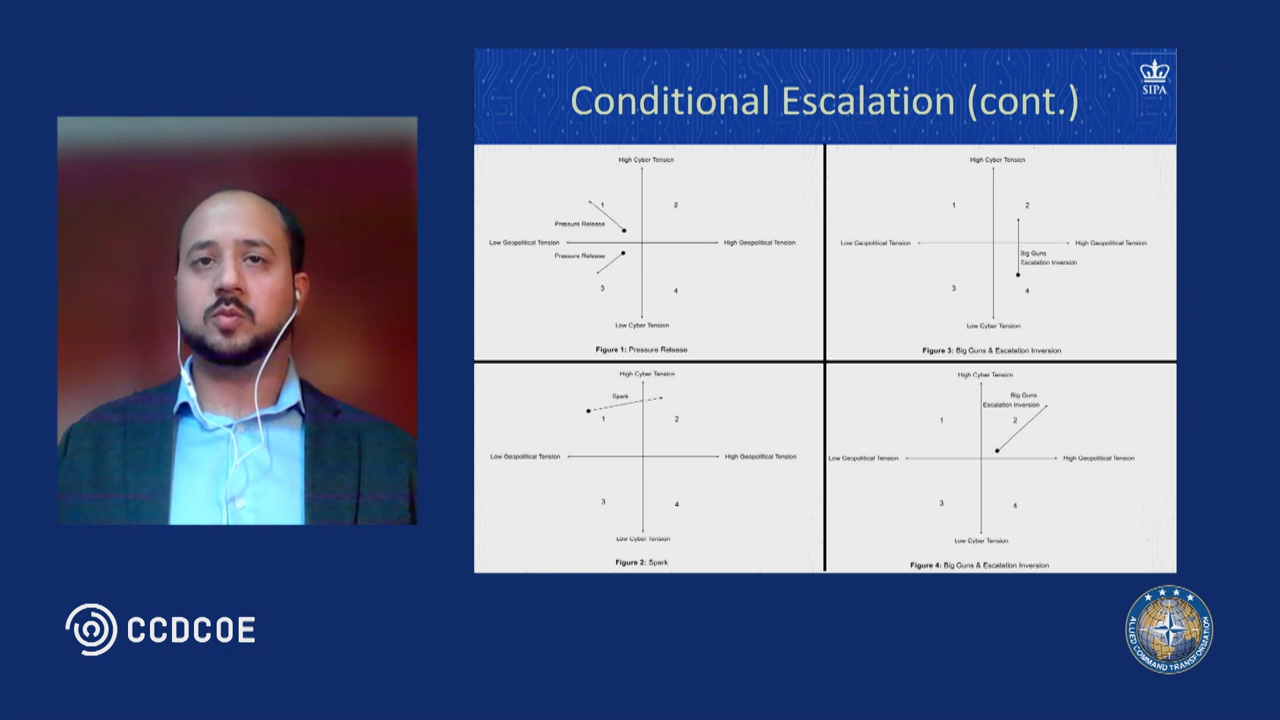 Conditional Escalation (cont.)
SIPA
High Cyber Tension
1
2
Pressure Release
Low Geopolitical Tension
High Geopolitical Tension
Pressure Release
3
4
Low Cyber Tension
Figure 1: Pressure Release
High Cyber Tension
1
2
Low Geopolitical Tension
High Geopolitical Tension
Big Guns
Escalation Inversion
3
4
Low Cyber Tension
Figure 3: Big Guns & Escalation Inversion
High Cyber Tension
Spark
1
2
Low Geopolitical Tension
High Geopolitical Tension
3
4
Low Cyber Tension
Figure 2: Spark
High Cyber Tension
Big Guns
Escalation Inversion
1
2
Low Geopolitical Tension
High Geopolitical Tension
3
4
Low Cyber Tension
Figure 4: Big Guns & Escalation Inversion
CCDCOE
ALLIED COMMAND TRANSFORMATION